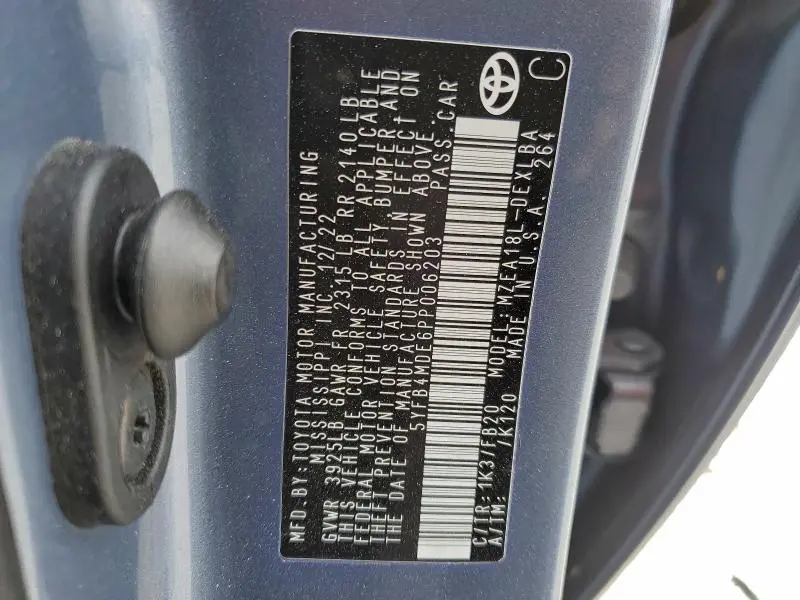 MFD.BY:TOYOTA MOTOR MANUFACTURING
MISSISSIPPI INC.12/22
GVWR 3925LB GAWR FR 2315 LB RR 2140 LB
THIS VEHICLE CONFORMS TO ALL APPLICABLE
FEDERAL MOTOR VEHICLE SAFETY, BUMPER,AND
THEFT PREVENTION STANDARDS IN EFFECT ON
THE DATE OF MANUFACTURE SHOWN ABOVE.
5YFB4MDE6PP006203 PASS.CAR
C/TR:1K3/FB20 MODEL:MZEA18L-DEXLBA
A/TM: /K120 MADE IN U.S.A. 264
C